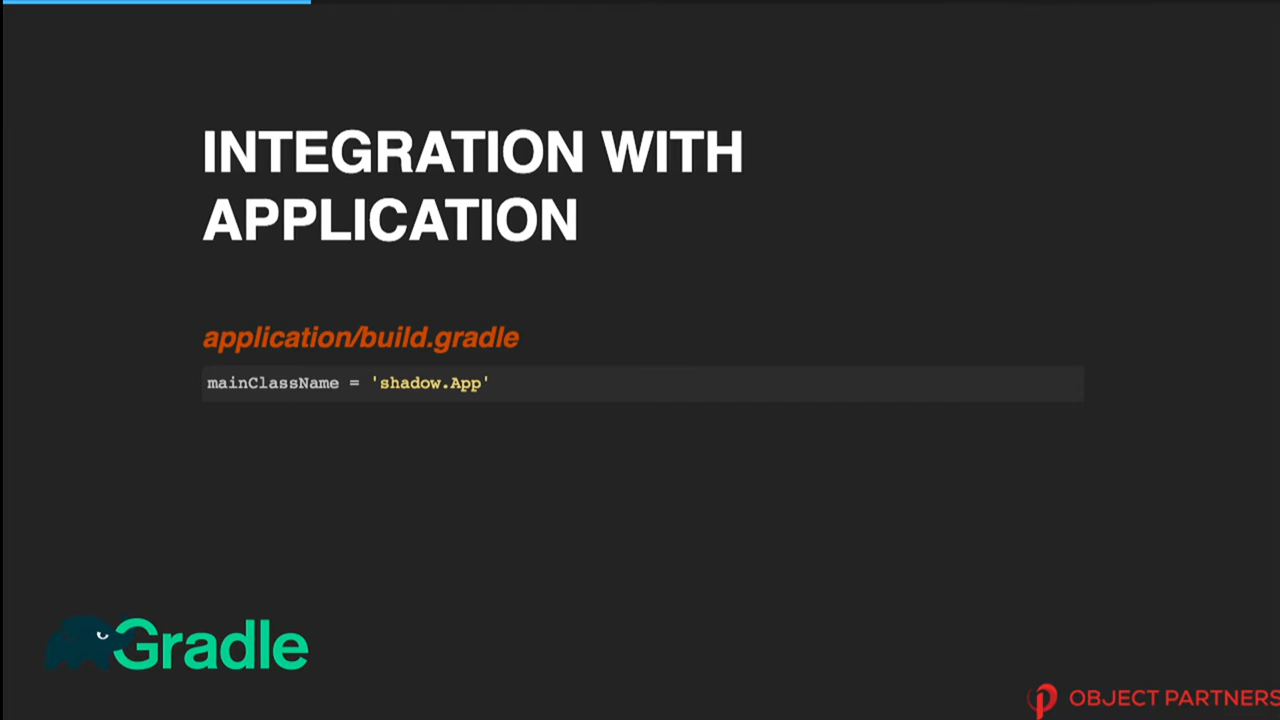 INTEGRATION WITH
APPLICATION
application/build.gradle
mainClassName = 'shadow.App'
Gradle
OBJECT PARTNERS